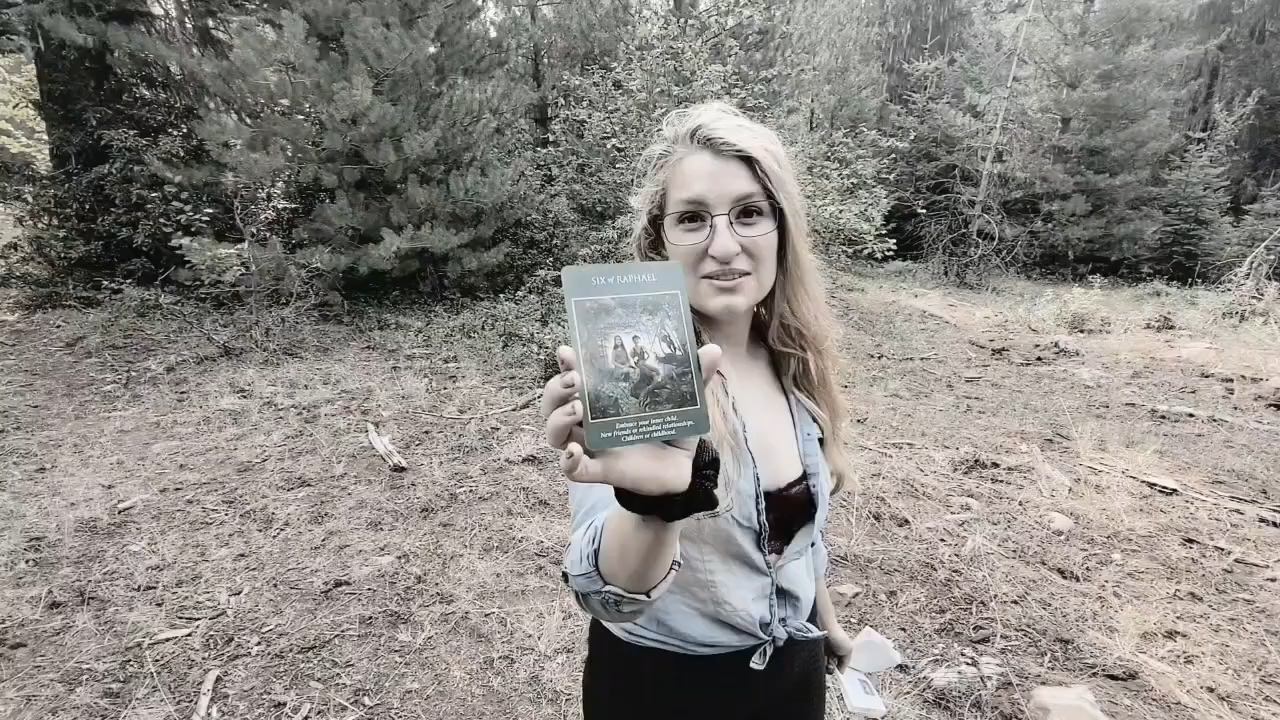 SIX of RAPHAEL
Embrace your inner child.
New friends or rekindled relationships.
Children or childhood.